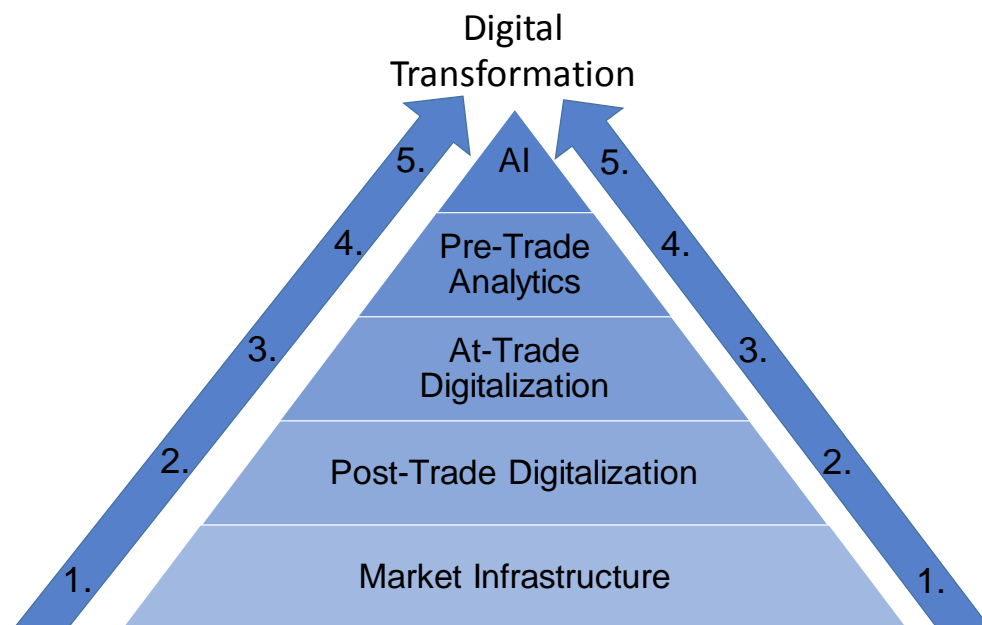 Digital
Transformation
5.
AI
5.
4.
Pre-Trade
Analytics
4.
3.
At-Trade
Digitalization
3.
2.
Post-Trade Digitalization
2.
1.
Market Infrastructure
1.